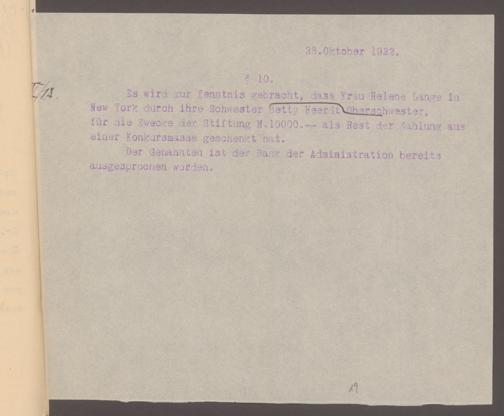 28.Oktober 1922.
§ 10.
Es wird zur Kenntnis gebracht, dass Frau Helene Lange in
New York durch ihre Schwester Betty Heerdt Oberschwester,
für die Zwecke der Stiftung M.10000.-- als Rest der Zahlung aus
einer Konkursmasse geschenkt hat.
Der Genannten ist der Dank der Administration bereits
ausgesprochen worden.
19